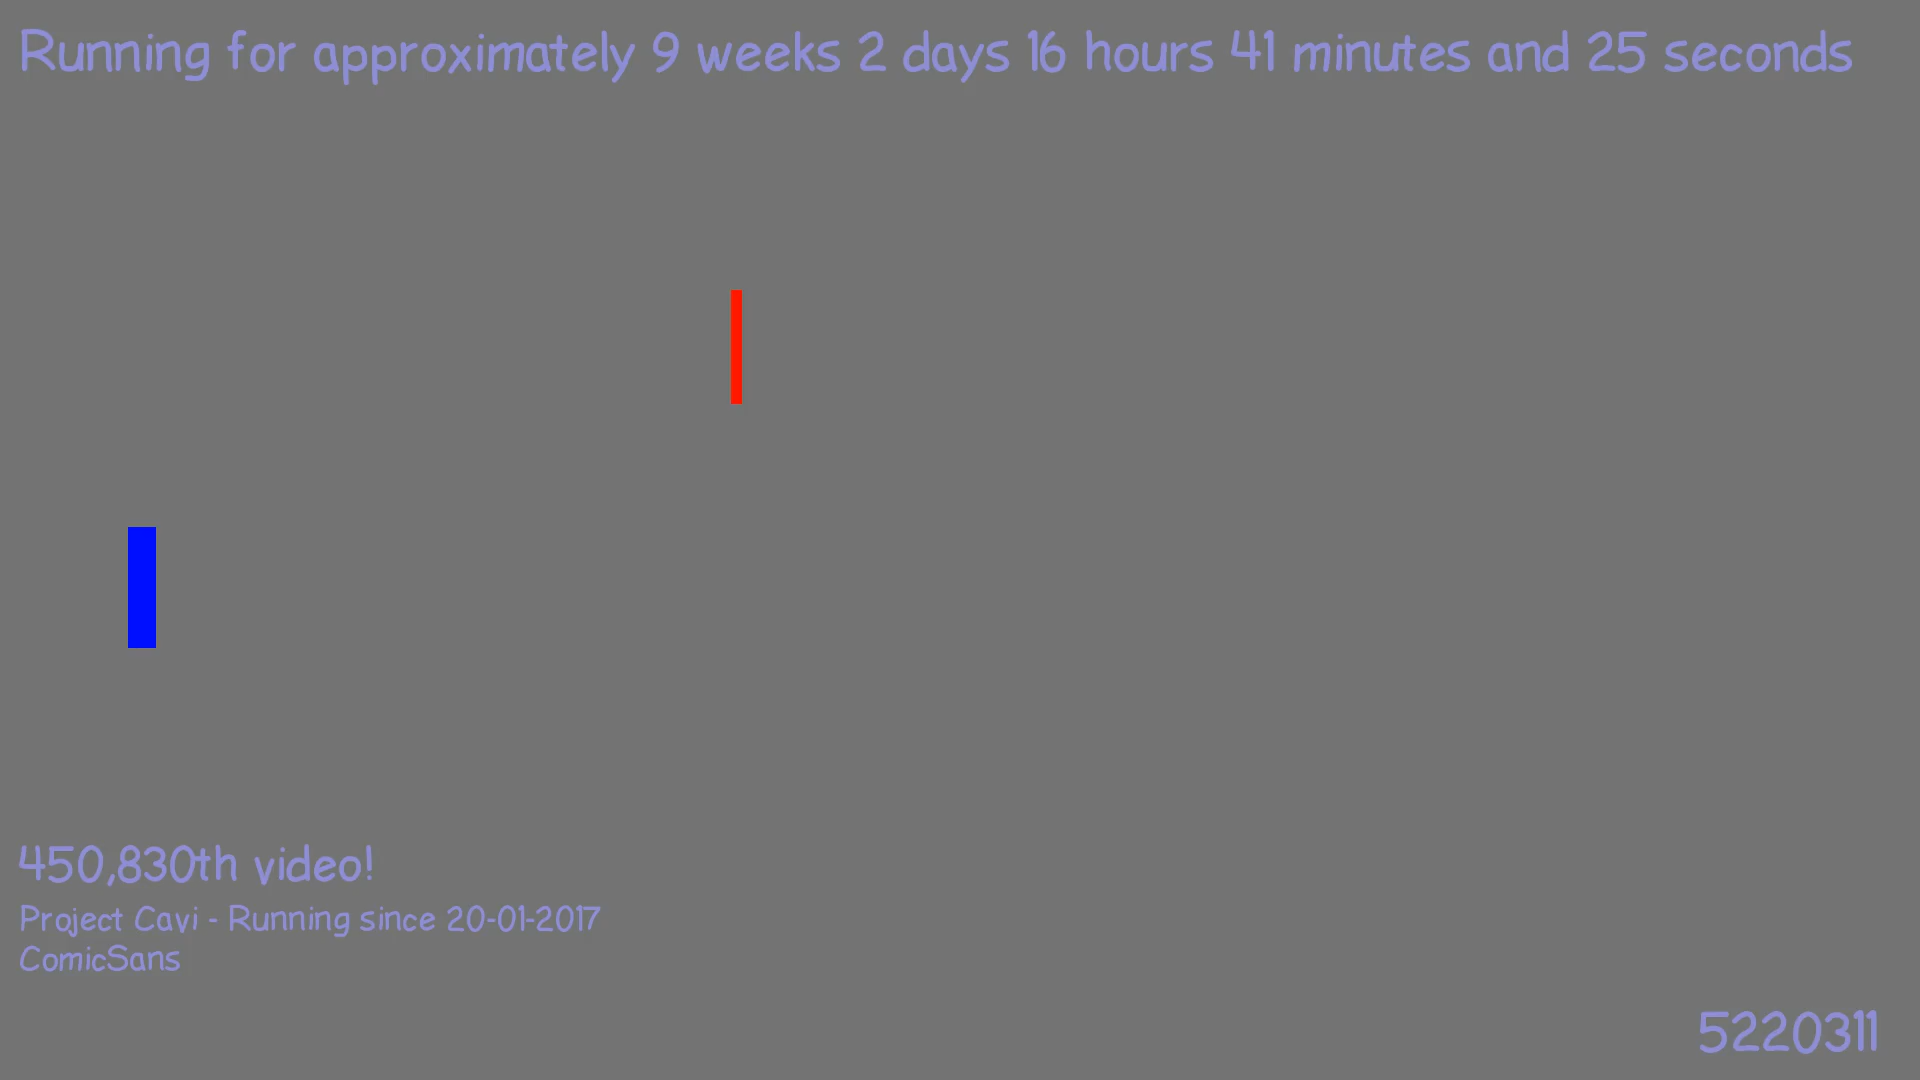 Running for approximately 9 weeks 2 days 16 hours 41 minutes and 25 seconds
450,830th video!
Project Cavi - Running since 20-01-2017
ComicSans
5220311